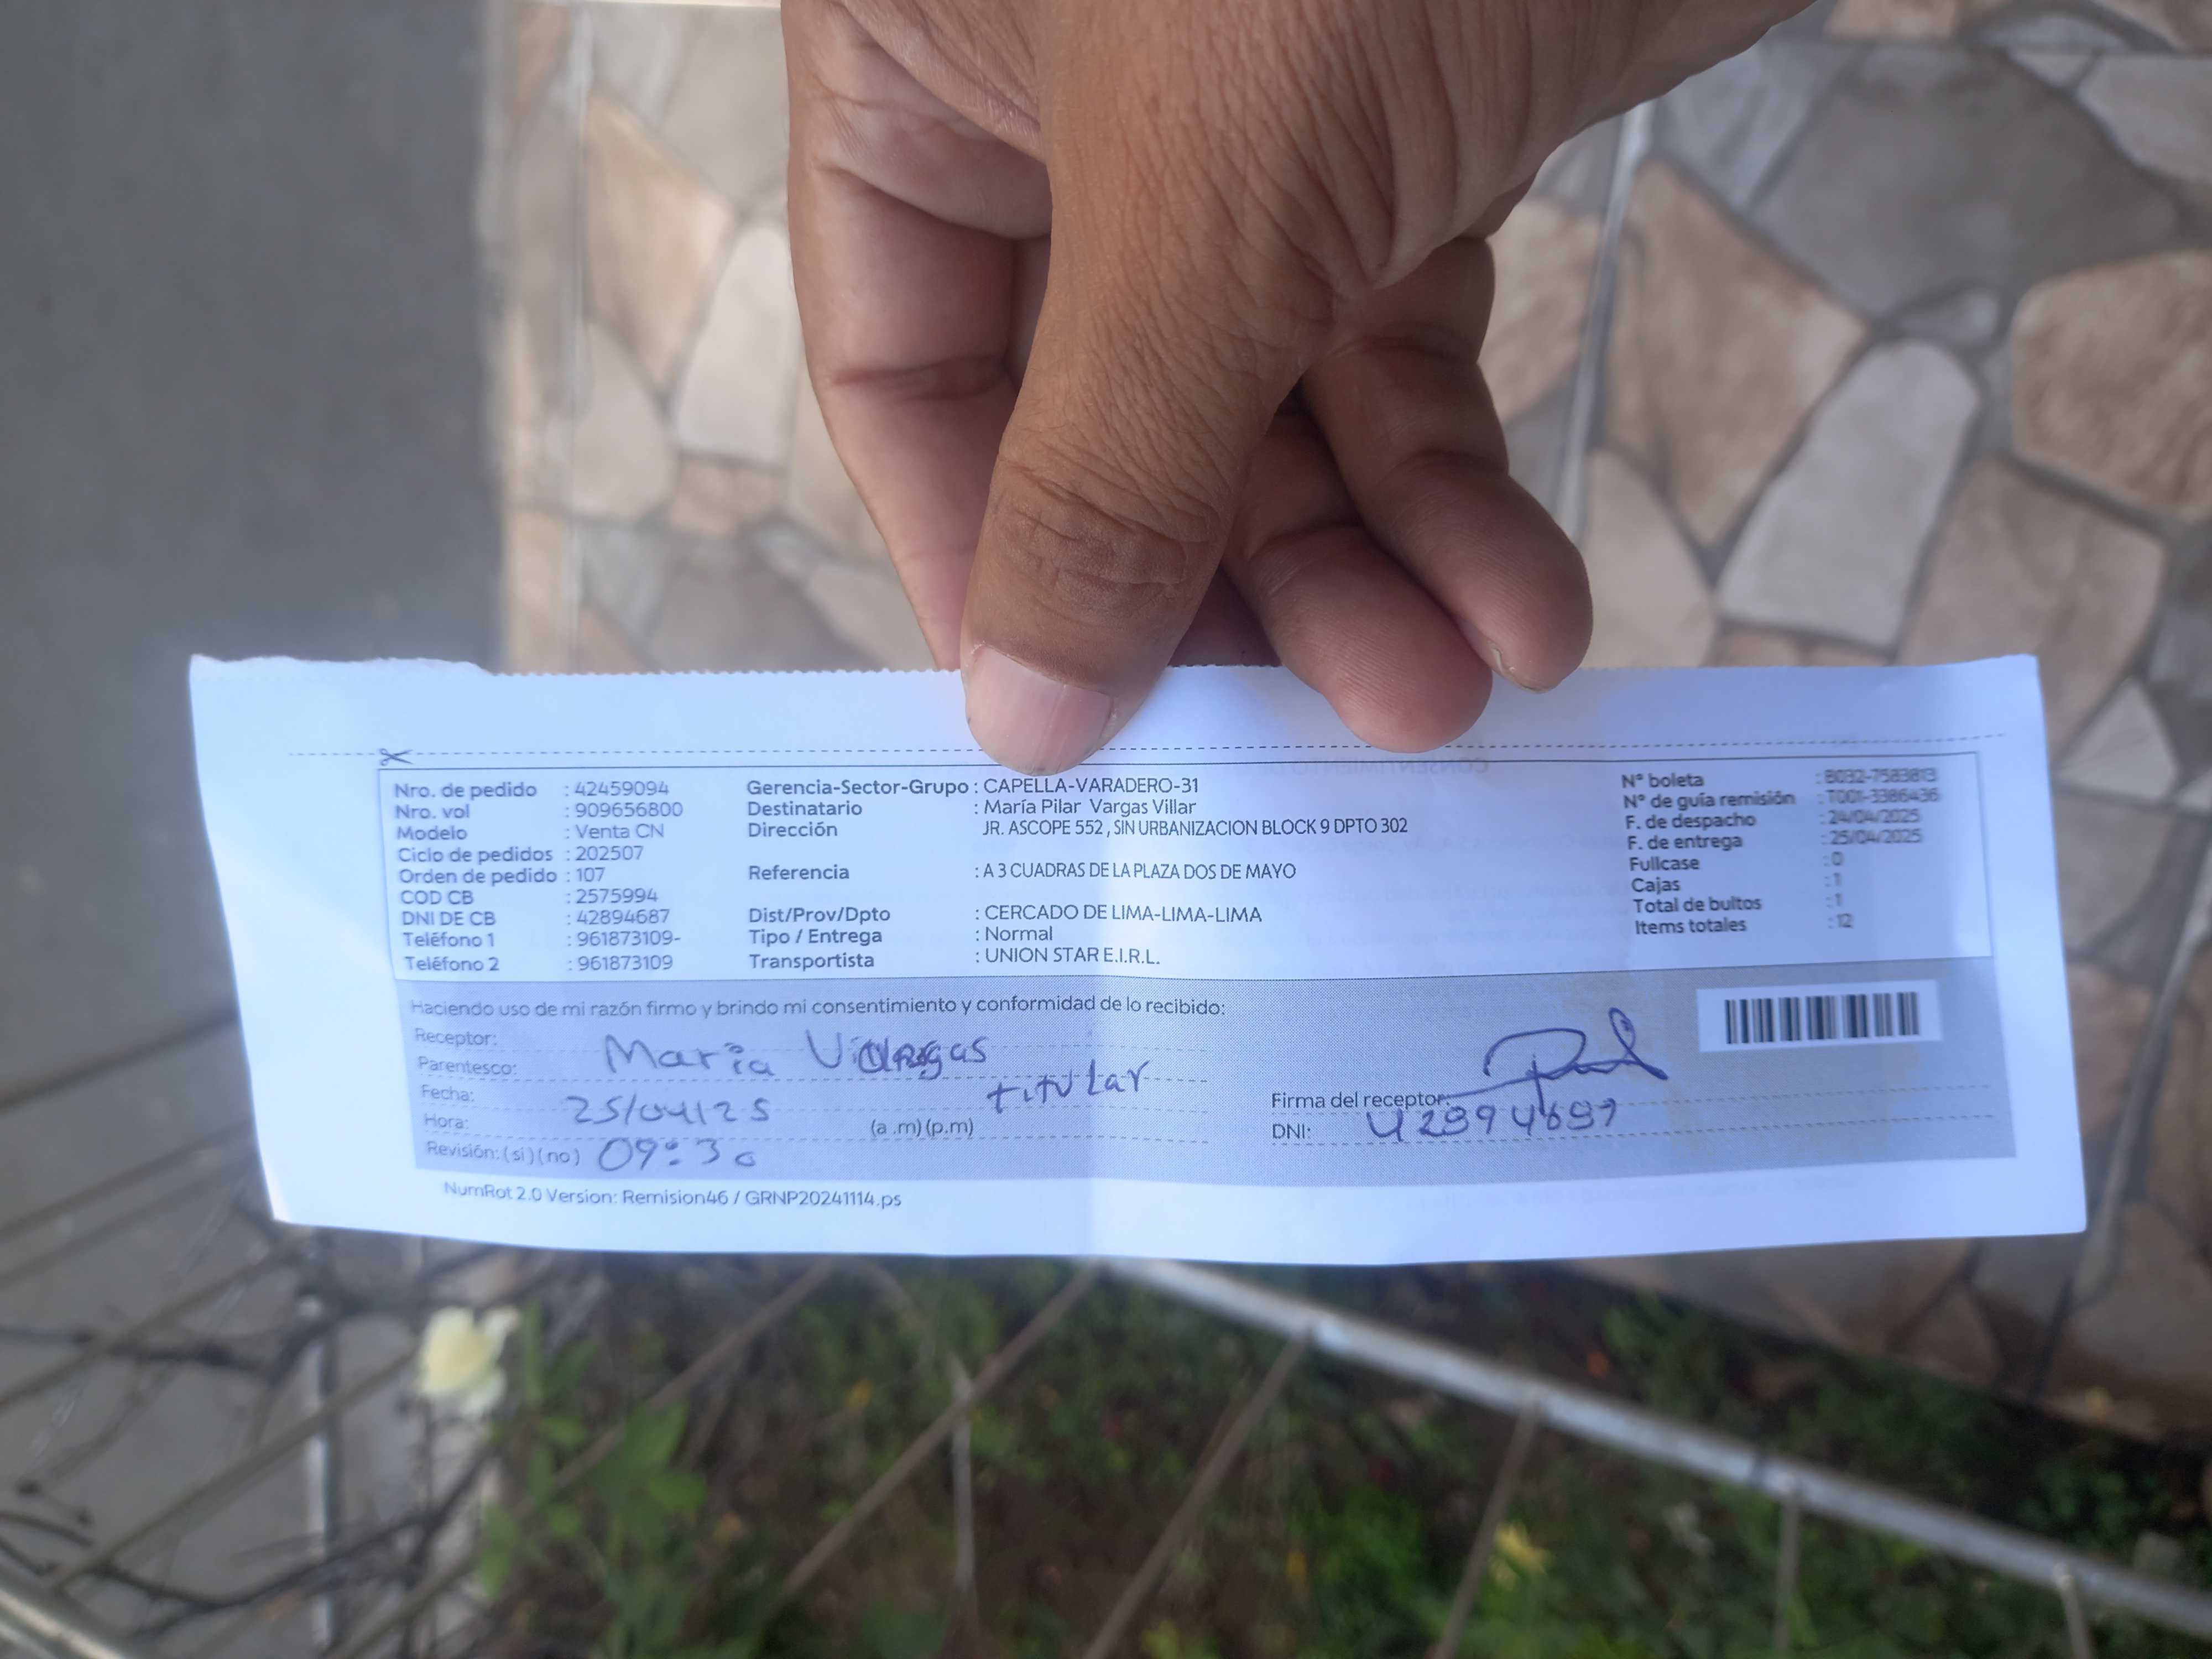 Nro. de pedido : 42459094
Nro. vol : 909656800
Modelo : Venta CN
Ciclo de pedidos : 202507
Orden de pedido : 107
COD CB : 2575994
DNI DE CB : 42894687
Teléfono 1 : 961873109-
Teléfono 2 : 961873109
Gerencia-Sector-Grupo : CAPELLA-VARADERO-31
Destinatario : María Pilar Vargas Villar
Dirección JR. ASCOPE 552 , SIN URBANIZACION BLOCK 9 DPTO 302
Referencia : A 3 CUADRAS DE LA PLAZA DOS DE MAYO
Dist/Prov/Dpto : CERCADO DE LIMA-LIMA-LIMA
Tipo / Entrega : Normal
Transportista : UNION STAR E.I.R.L.
N° boleta : B032-7583813
N° de guía remisión : T001-3386436
F. de despacho : 24/04/2025
F. de entrega : 25/04/2025
Fullcase : 0
Cajas : 1
Total de bultos : 1
Items totales : 12
Haciendo uso de mi razón firmo y brindo mi consentimiento y conformidad de lo recibido:
Receptor: Maria Vargas
Parentesco: titular
Fecha: 25/04/25
Hora: (a .m) (p.m)
Revisión: (si) (no) 09:30
Firma del receptor:
DNI: 42894687
NumRot 2.0 Version: Remision46 / GRNP20241114.ps